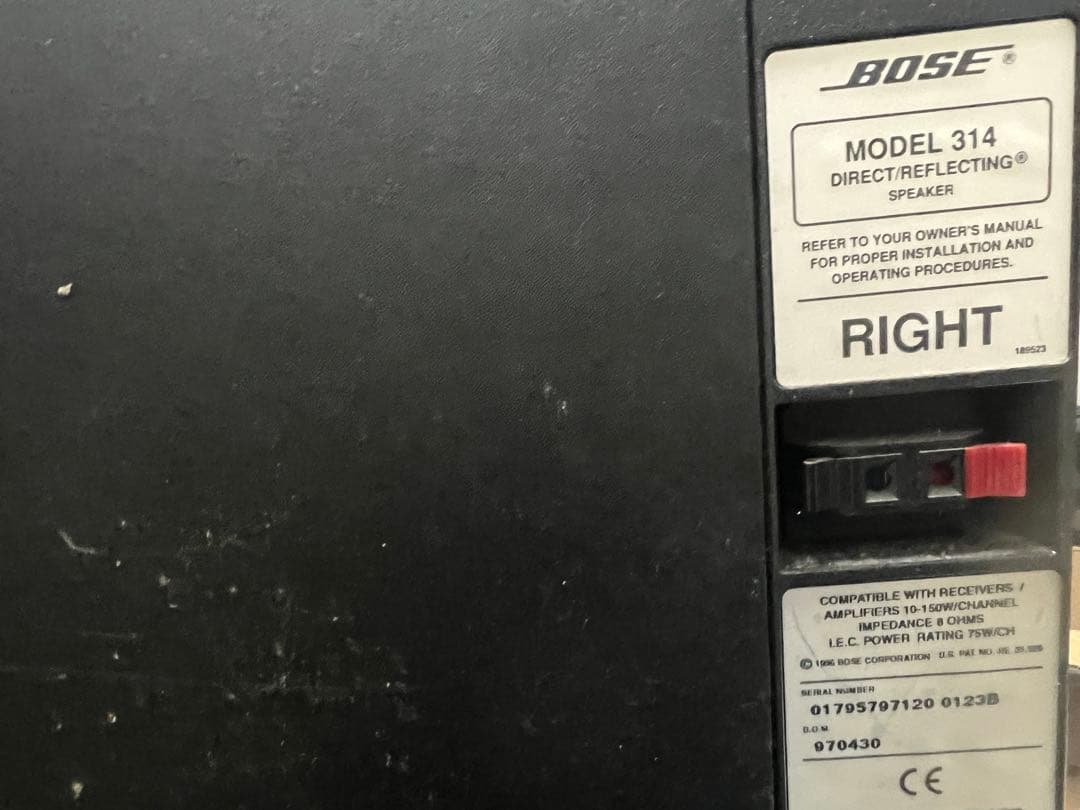 BOSE®
MODEL 314
DIRECT/REFLECTING®
SPEAKER
REFER TO YOUR OWNER'S MANUAL
FOR PROPER INSTALLATION AND
OPERATING PROCEDURES.
RIGHT
189523
COMPATIBLE WITH RECEIVERS /
AMPLIFIERS 10-150W/CHANNEL
IMPEDANCE 8 OHMS
I.E.C. POWER RATING 75W/CH
© 1996 BOSE CORPORATION U.S. PAT. NO.
SERIAL NUMBER
01795797120 0123B
D.O.M.
970430
CE